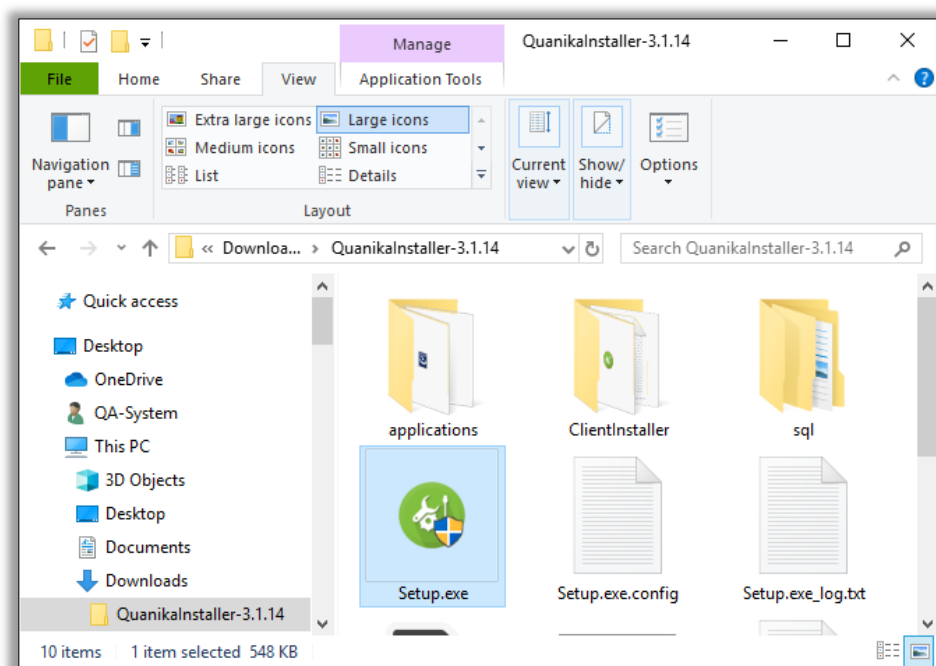 Manage
QuanikaInstaller-3.1.14
File
Home
Share
View
Application Tools
Navigation pane
Extra large icons
Large icons
Medium icons
Small icons
List
Details
Current view
Show/ hide
Options
Panes
Layout
« Downloa... › QuanikaInstaller-3.1.14
Search QuanikaInstaller-3.1.14
Quick access
Desktop
OneDrive
QA-System
This PC
3D Objects
Desktop
Documents
Downloads
QuanikaInstaller-3.1.14
applications
ClientInstaller
sql
Setup.exe
Setup.exe.config
Setup.exe_log.txt
10 items
1 item selected 548 KB